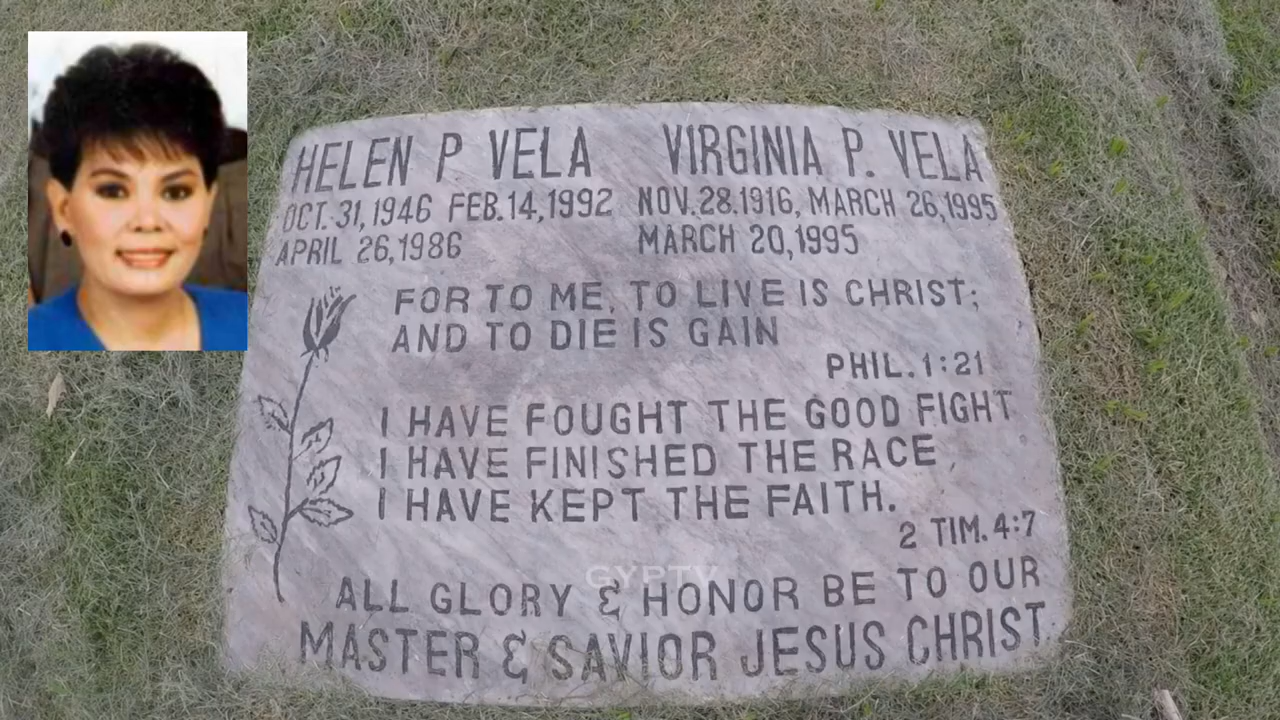 HELEN P VELA VIRGINIA P. VELA
OCT. 31, 1946 FEB. 14, 1992 NOV. 28. 1916, MARCH 26, 1995
APRIL 26, 1986 MARCH 20, 1995
FOR TO ME, TO LIVE IS CHRIST;
AND TO DIE IS GAIN
PHIL. 1:21
I HAVE FOUGHT THE GOOD FIGHT
I HAVE FINISHED THE RACE,
I HAVE KEPT THE FAITH.
2 TIM. 4:7
GYPTV
ALL GLORY & HONOR BE TO OUR
MASTER & SAVIOR JESUS CHRIST.